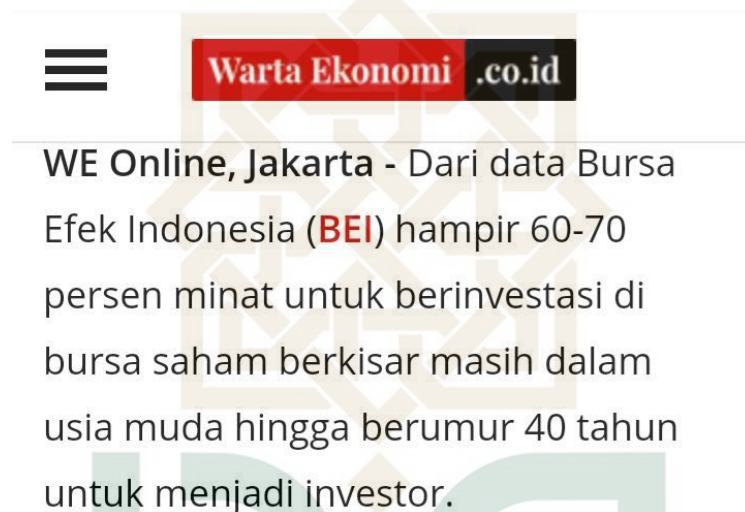 Warta Ekonomi .co.id
WE Online, Jakarta - Dari data Bursa
Efek Indonesia (BEI) hampir 60-70
persen minat untuk berinvestasi di
bursa saham berkisar masih dalam
usia muda hingga berumur 40 tahun
untuk menjadi investor.